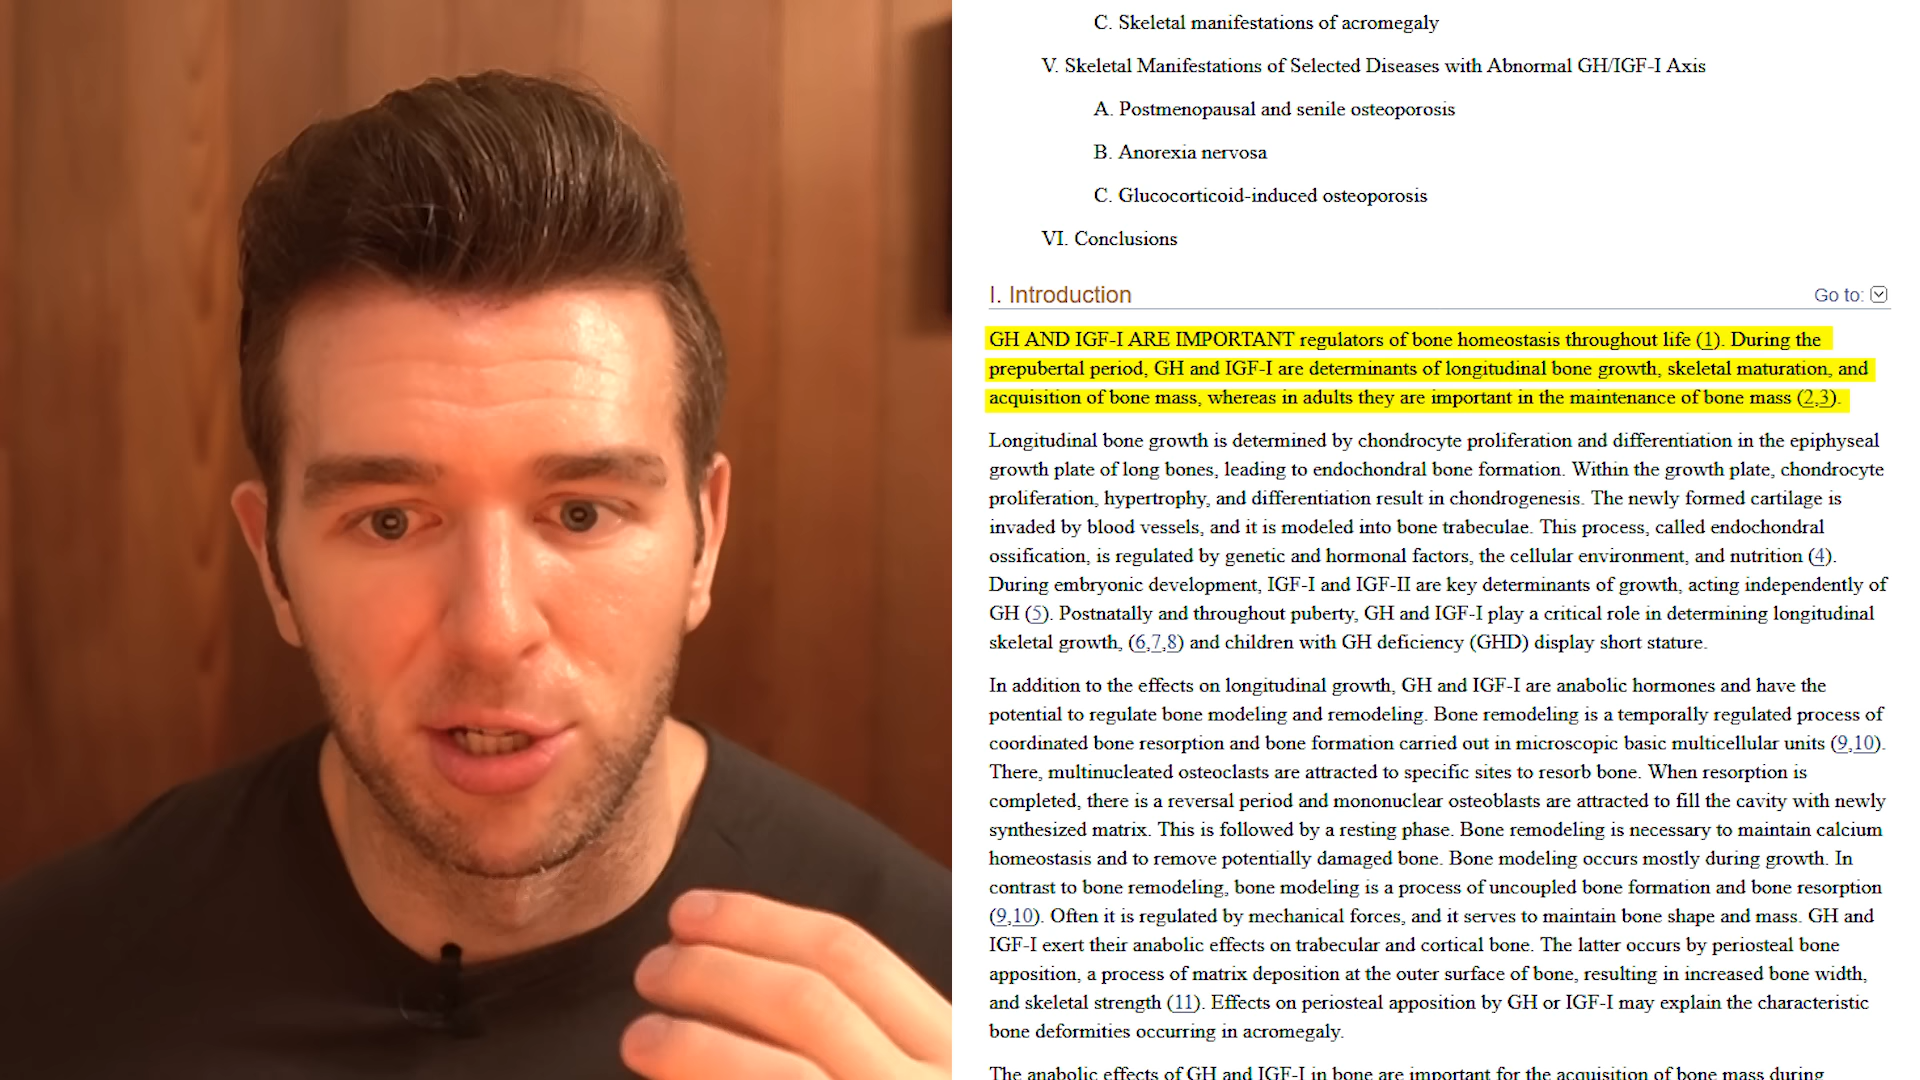 C. Skeletal manifestations of acromegaly
V. Skeletal Manifestations of Selected Diseases with Abnormal GH/IGF-I Axis
A. Postmenopausal and senile osteoporosis
B. Anorexia nervosa
C. Glucocorticoid-induced osteoporosis
VI. Conclusions
I. Introduction
Go to:
GH AND IGF-I ARE IMPORTANT regulators of bone homeostasis throughout life (1). During the
prepubertal period, GH and IGF-I are determinants of longitudinal bone growth, skeletal maturation, and
acquisition of bone mass, whereas in adults they are important in the maintenance of bone mass (2,3).
Longitudinal bone growth is determined by chondrocyte proliferation and differentiation in the epiphyseal
growth plate of long bones, leading to endochondral bone formation. Within the growth plate, chondrocyte
proliferation, hypertrophy, and differentiation result in chondrogenesis. The newly formed cartilage is
invaded by blood vessels, and it is modeled into bone trabeculae. This process, called endochondral
ossification, is regulated by genetic and hormonal factors, the cellular environment, and nutrition (4).
During embryonic development, IGF-I and IGF-II are key determinants of growth, acting independently of
GH (5). Postnatally and throughout puberty, GH and IGF-I play a critical role in determining longitudinal
skeletal growth, (6,7,8) and children with GH deficiency (GHD) display short stature.
In addition to the effects on longitudinal growth, GH and IGF-I are anabolic hormones and have the
potential to regulate bone modeling and remodeling. Bone remodeling is a temporally regulated process of
coordinated bone resorption and bone formation carried out in microscopic basic multicellular units (9,10).
There, multinucleated osteoclasts are attracted to specific sites to resorb bone. When resorption is
completed, there is a reversal period and mononuclear osteoblasts are attracted to fill the cavity with newly
synthesized matrix. This is followed by a resting phase. Bone remodeling is necessary to maintain calcium
homeostasis and to remove potentially damaged bone. Bone modeling occurs mostly during growth. In
contrast to bone remodeling, bone modeling is a process of uncoupled bone formation and bone resorption
(9,10). Often it is regulated by mechanical forces, and it serves to maintain bone shape and mass. GH and
IGF-I exert their anabolic effects on trabecular and cortical bone. The latter occurs by periosteal bone
apposition, a process of matrix deposition at the outer surface of bone, resulting in increased bone width,
and skeletal strength (11). Effects on periosteal apposition by GH or IGF-I may explain the characteristic
bone deformities occurring in acromegaly.
The anabolic effects of GH and IGF-I in bone are important for the acquisition of bone mass during